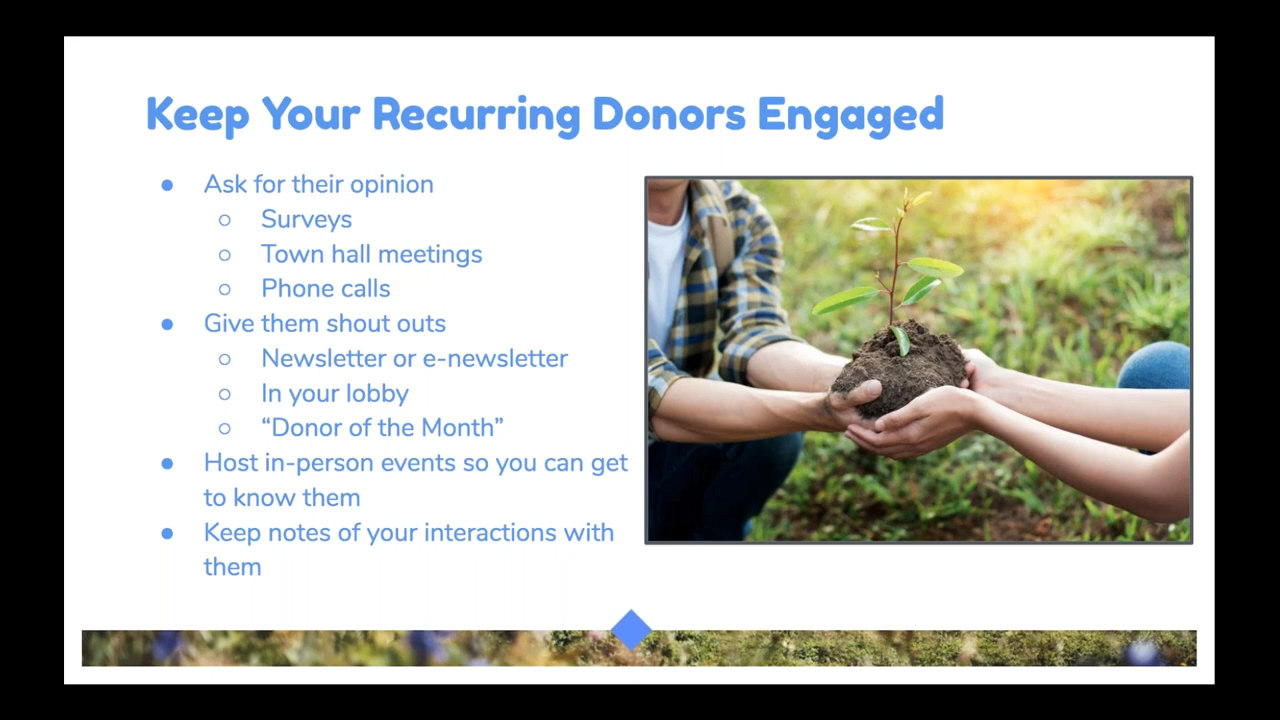 Keep Your Recurring Donors Engaged
● Ask for their opinion
○ Surveys
○ Town hall meetings
○ Phone calls
● Give them shout outs
○ Newsletter or e-newsletter
○ In your lobby
○ “Donor of the Month”
● Host in-person events so you can get
to know them
● Keep notes of your interactions with
them